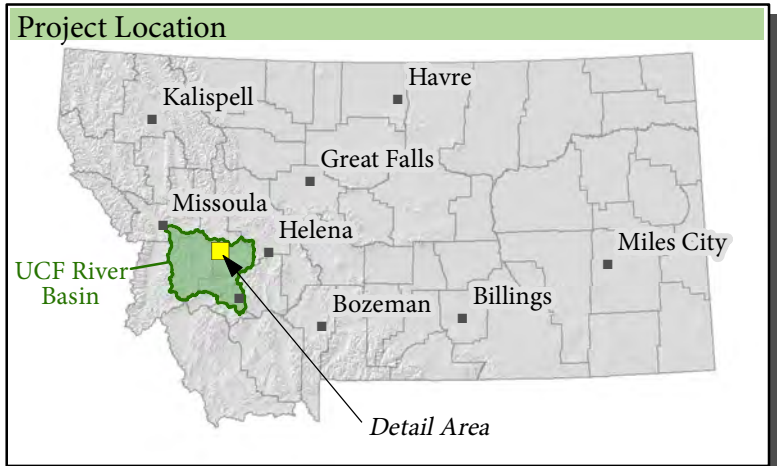 Project Location
Havre
Kalispell
Great Falls
Missoula
Helena
Miles City
UCF River
Basin
Bozeman
Billings
Detail Area